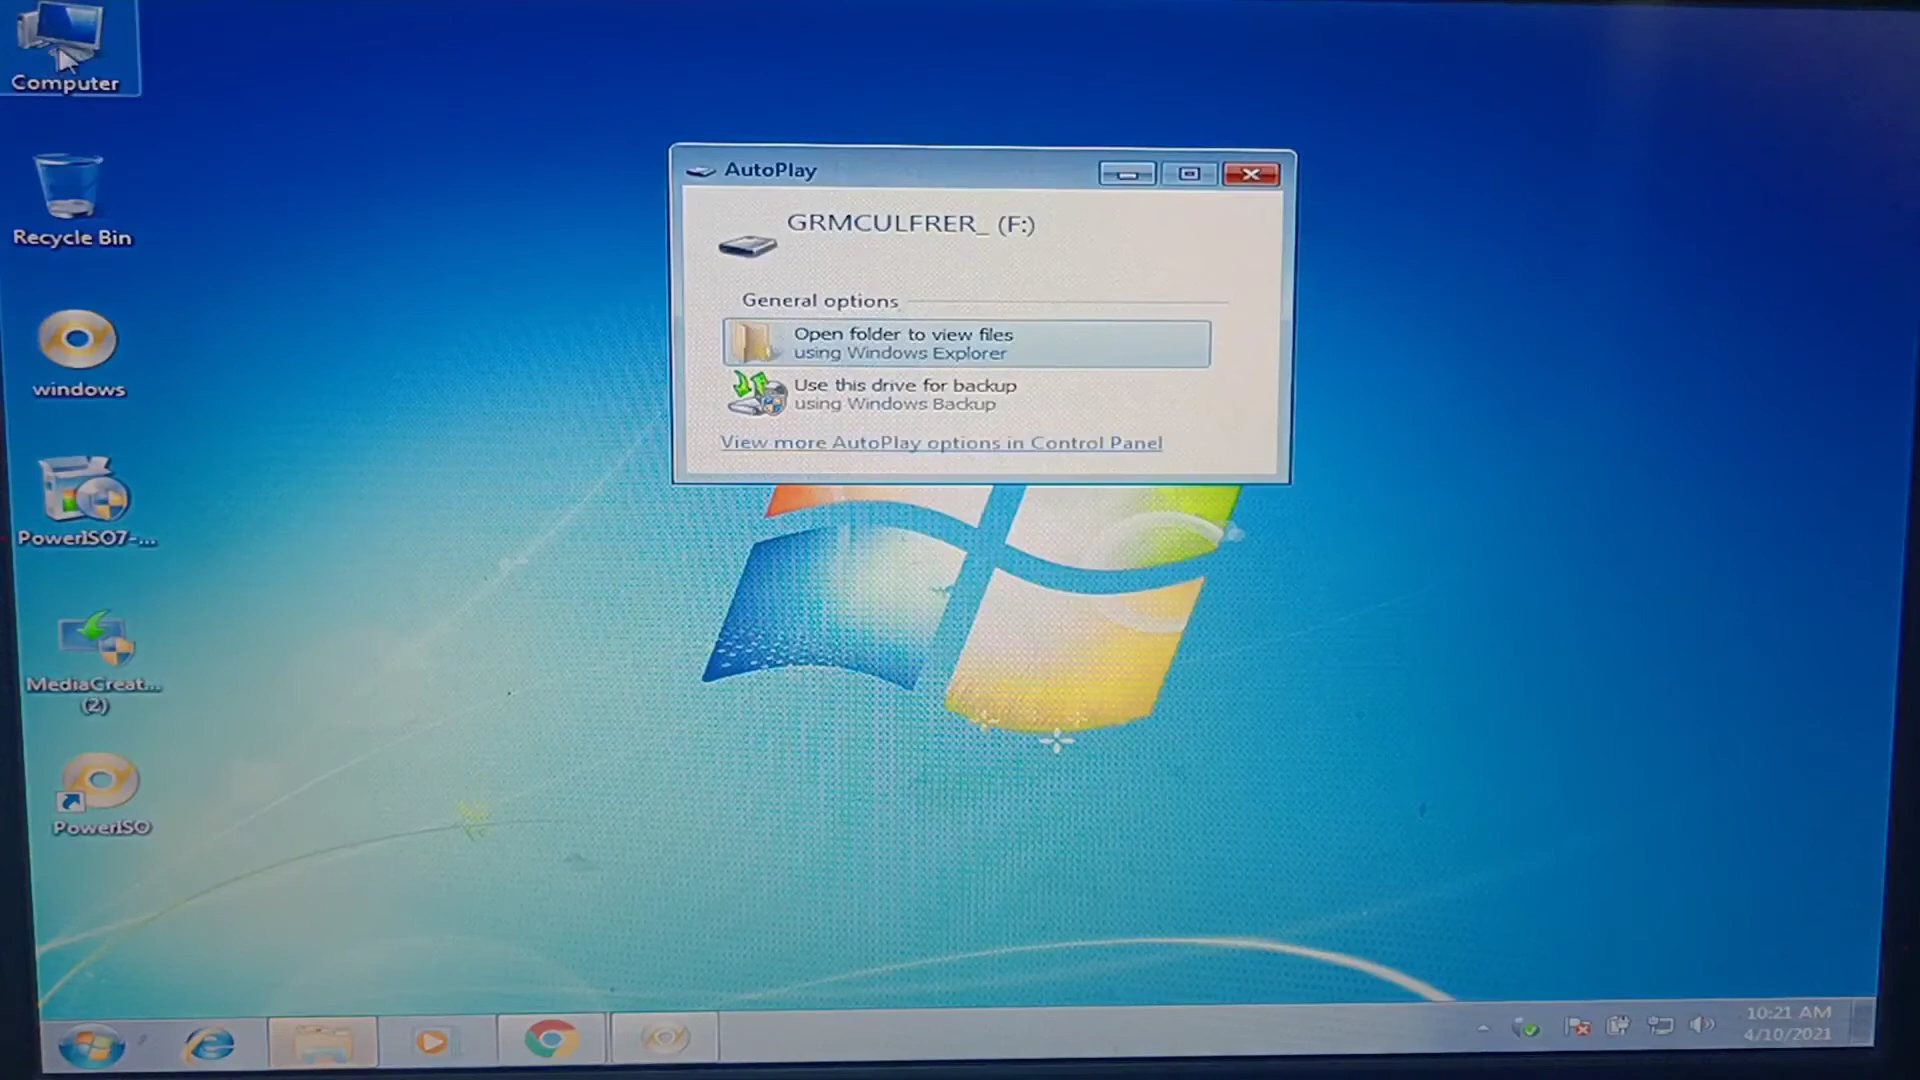 Computer
Recycle Bin
windows
PowerISO7-...
MediaCreat...
(2)
PowerISO
AutoPlay
GRMCULFRER_ (F:)
General options
Open folder to view files
using Windows Explorer
Use this drive for backup
using Windows Backup
View more AutoPlay options in Control Panel
10:21 AM
4/10/2021